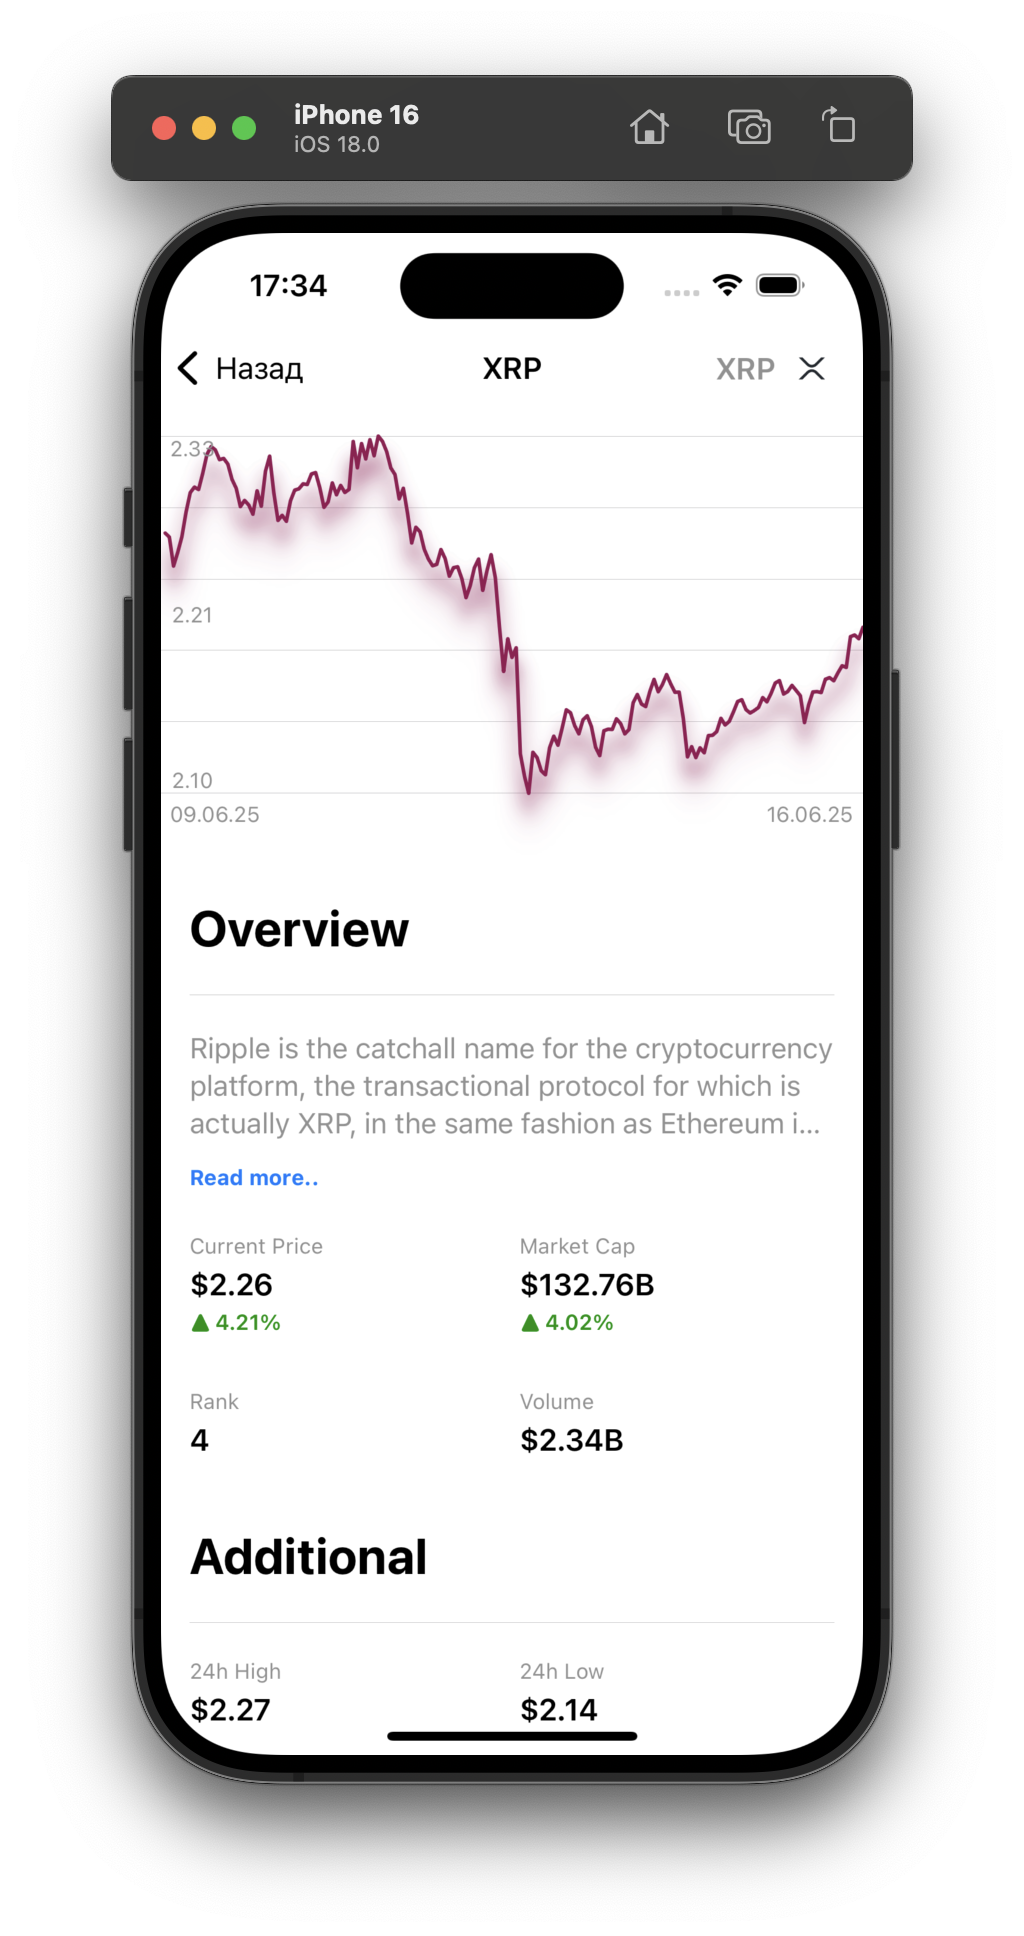 iPhone 16
iOS 18.0
17:34
Назад
XRP
XRP
2.33
2.21
2.10
09.06.25
16.06.25
Overview
Ripple is the catchall name for the cryptocurrency
platform, the transactional protocol for which is
actually XRP, in the same fashion as Ethereum i...
Read more..
Current Price
Market Cap
$2.26
$132.76B
4.21%
4.02%
Rank
Volume
4
$2.34B
Additional
24h High
24h Low
$2.27
$2.14